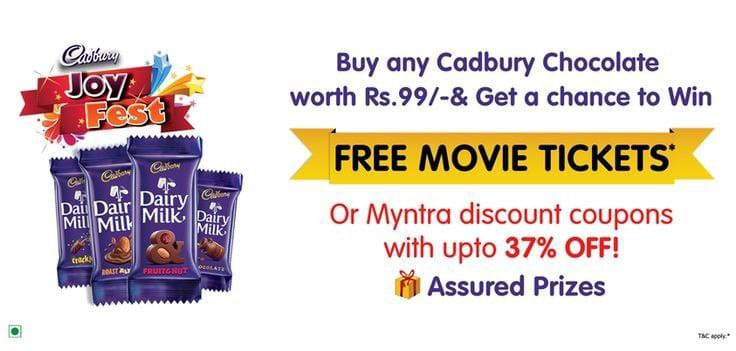 Cadbury
JOY
Fest
Buy any Cadbury Chocolate
worth Rs.99/-& Get a chance to Win
FREE MOVIE TICKETS*
Or Myntra discount coupons
with upto 37% OFF!
Assured Prizes
Cadbury
Dairy
Milk
Crackle
Cadbury
Dairy
Milk
ROAST ALM
Cadbury
Dairy
Milk
FRUIT&NUT
Cadbury
Dairy
Milk
OCOLATE
T&C apply.*